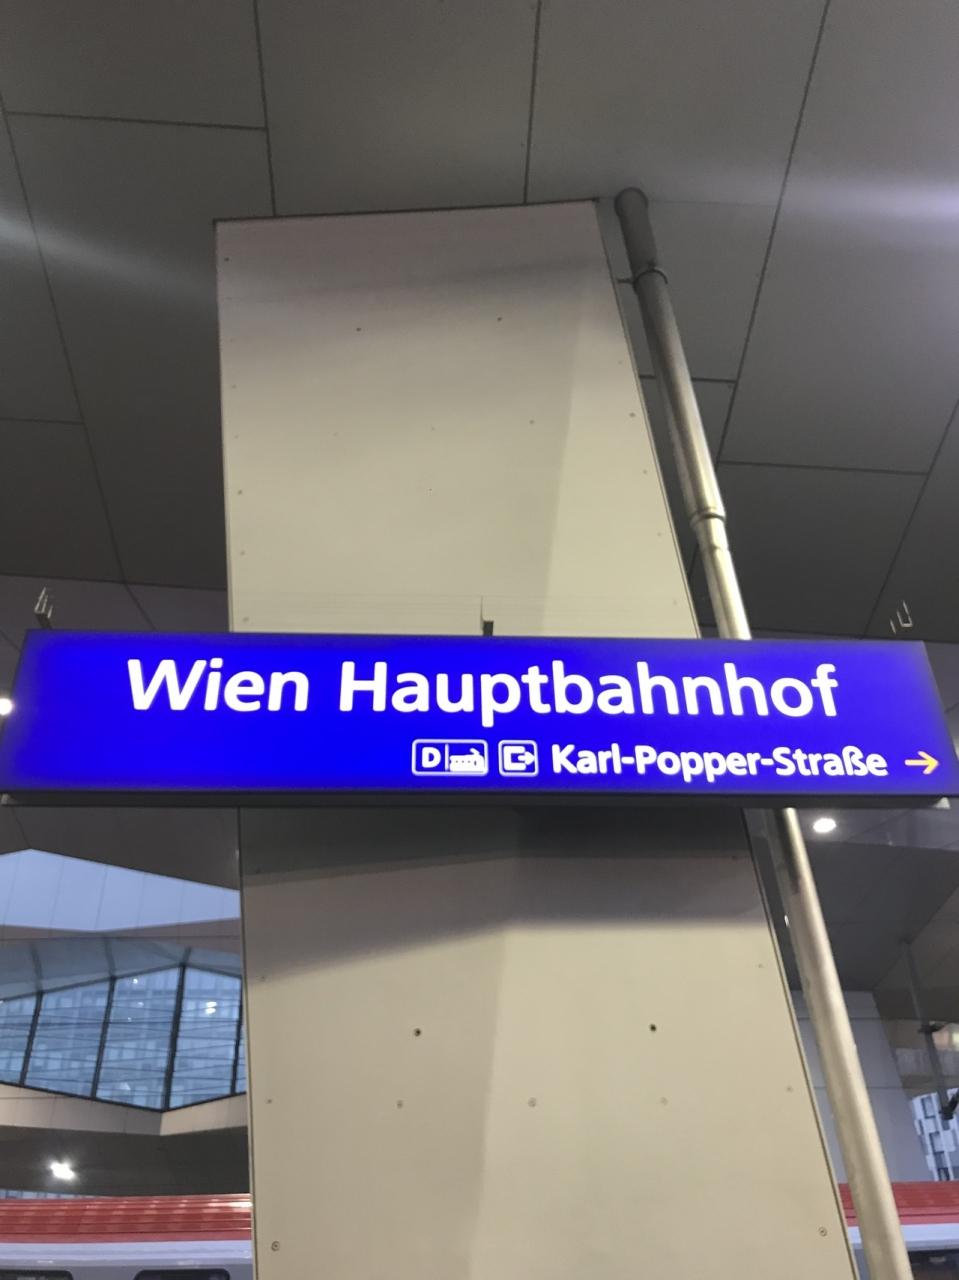 Wien Hauptbahnhof
D Karl-Popper-Straße →